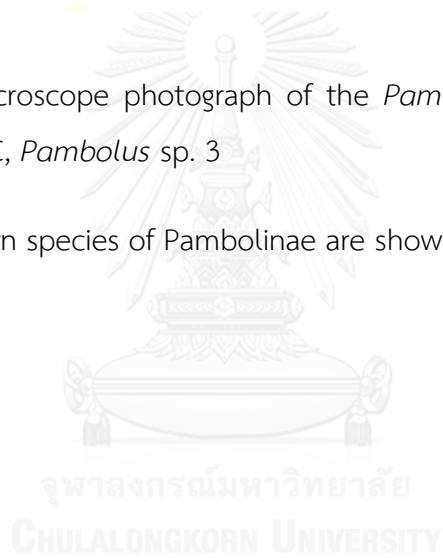 croscope photograph of the Pam
C, Pambolus sp. 3
n species of Pambolinae are show
จุฬาลงกรณ์มหาวิทยาลัย
CHULALONGKORN UNIVERSITY